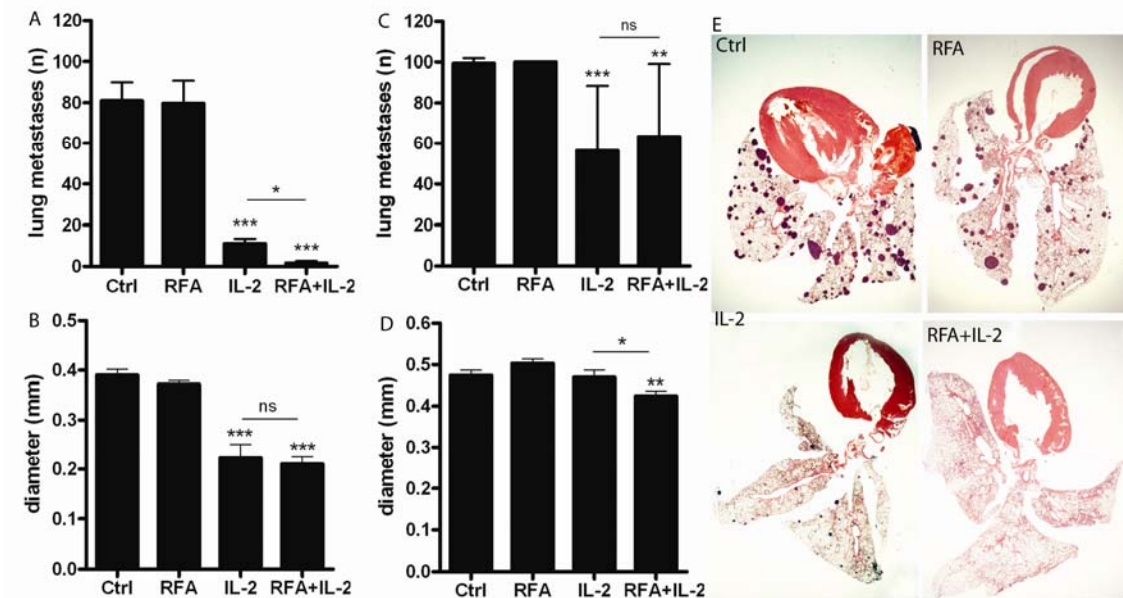 A
lung metastases (n)
120
100
80
60
40
20
0
***
*
***
Ctrl RFA IL-2 RFA+IL-2
B
diameter (mm)
0.5
0.4
0.3
0.2
0.1
0.0
ns
***
***
Ctrl RFA IL-2 RFA+IL-2
C
lung metastases (n)
120
100
80
60
40
20
0
ns
***
**
Ctrl RFA IL-2 RFA+IL-2
D
diameter (mm)
0.6
0.5
0.4
0.3
0.2
0.1
0.0
*
**
Ctrl RFA IL-2 RFA+IL-2
E
Ctrl
RFA
IL-2
RFA+IL-2